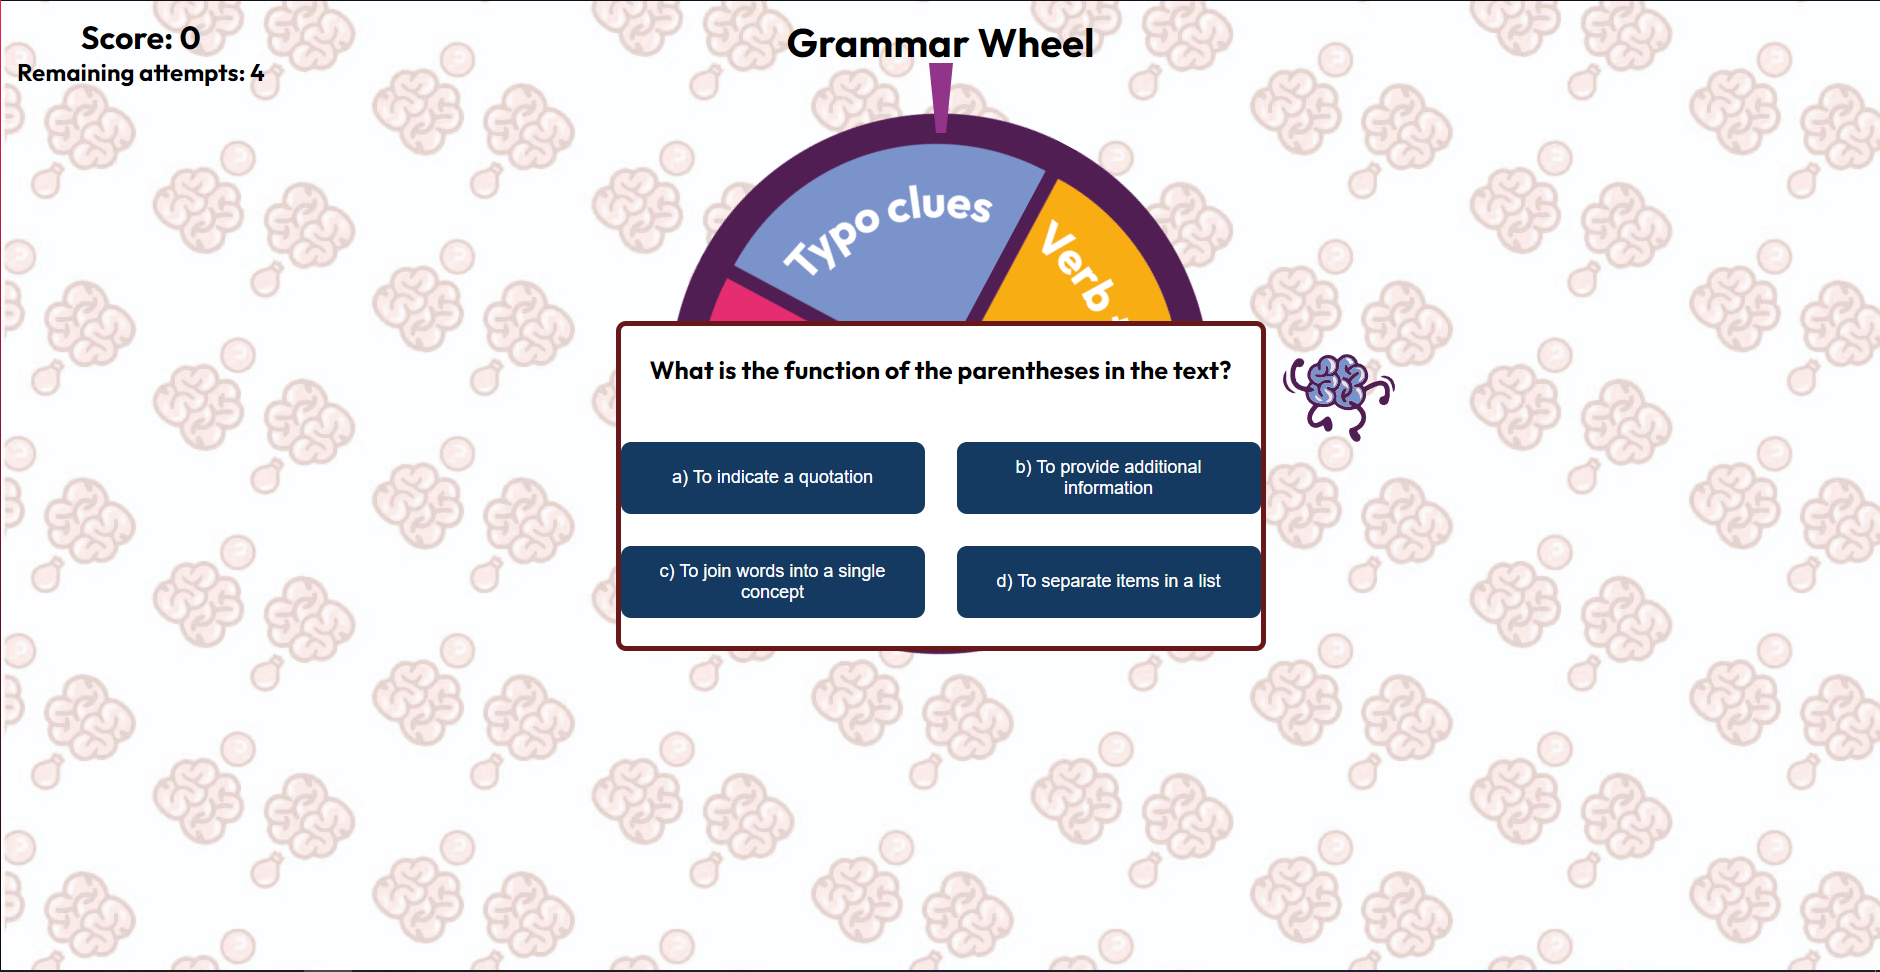 Score: 0
Remaining attempts: 4
Grammar Wheel
Typo clues
Verb
What is the function of the parentheses in the text?
a) To indicate a quotation
b) To provide additional
information
c) To join words into a single
concept
d) To separate items in a list